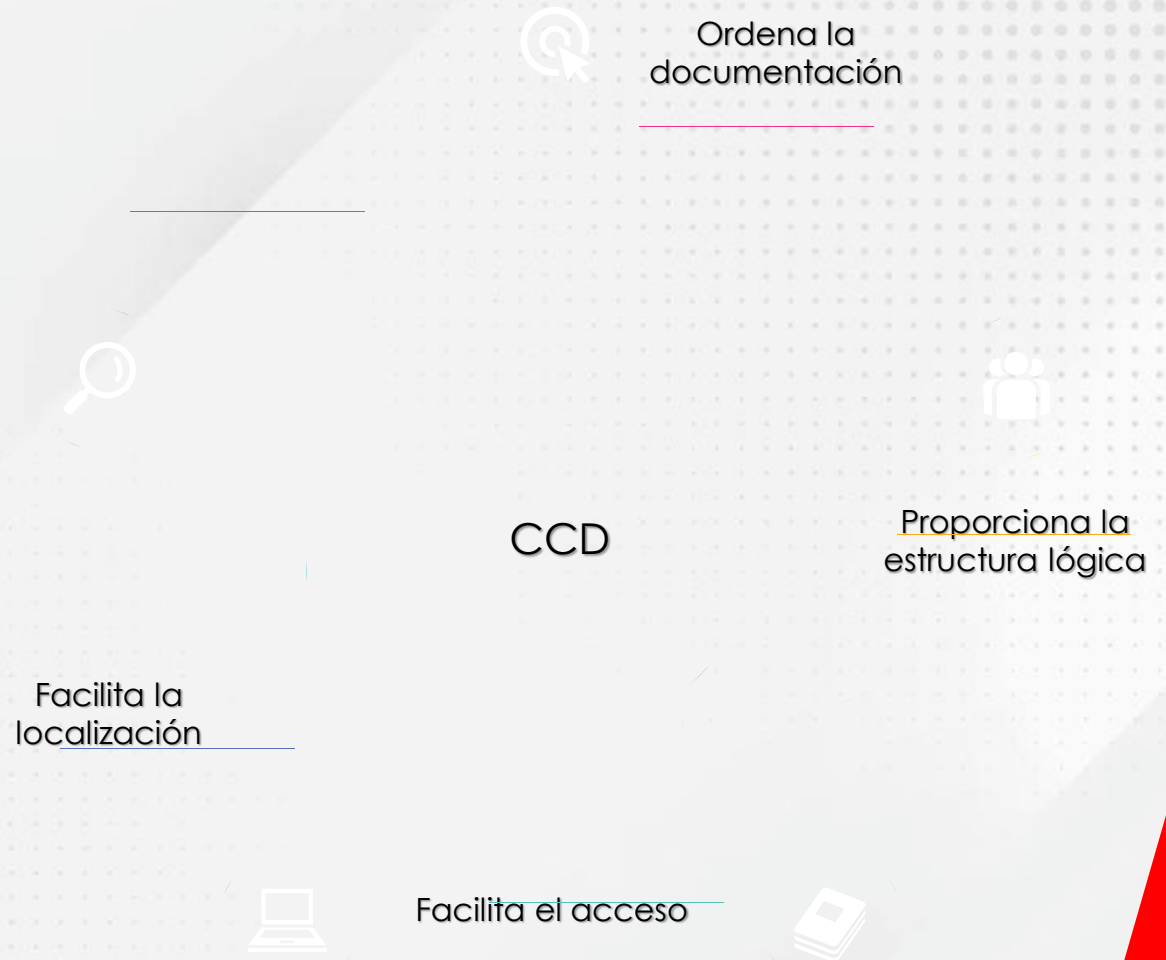 Ordena la
documentación
CCD
Proporciona la
estructura lógica
Facilita la
localización
Facilita el acceso